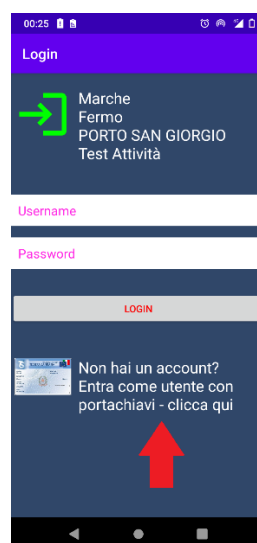 00:25
Login
Marche
Fermo
PORTO SAN GIORGIO
Test Attività
Username
Password
LOGIN
Non hai un account?
Entra come utente con
portachiavi - clicca qui